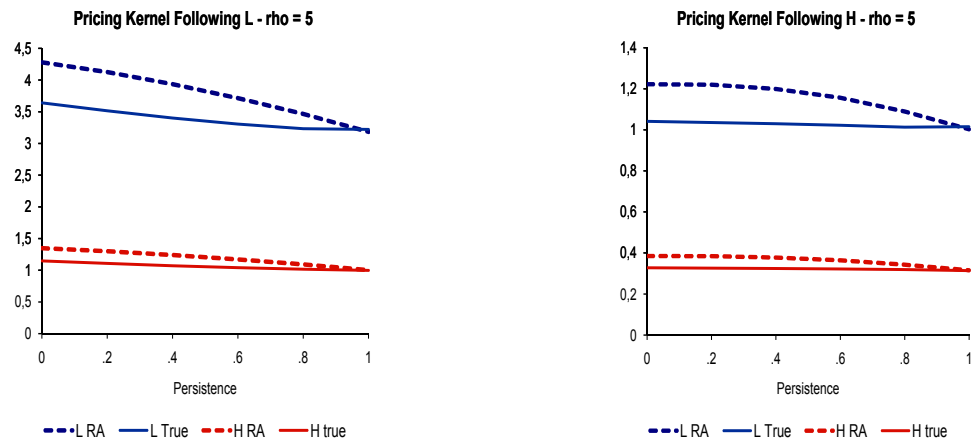 Pricing Kernel Following L - rho = 5
4,5
4
3,5
3
2,5
2
1,5
1
0,5
0
0 .2 .4 .6 .8 1
Persistence
L RA L True H RA H true
Pricing Kernel Following H - rho = 5
1,4
1,2
1
0,8
0,6
0,4
0,2
0
0 .2 .4 .6 .8 1
Persistence
L RA L True H RA H true